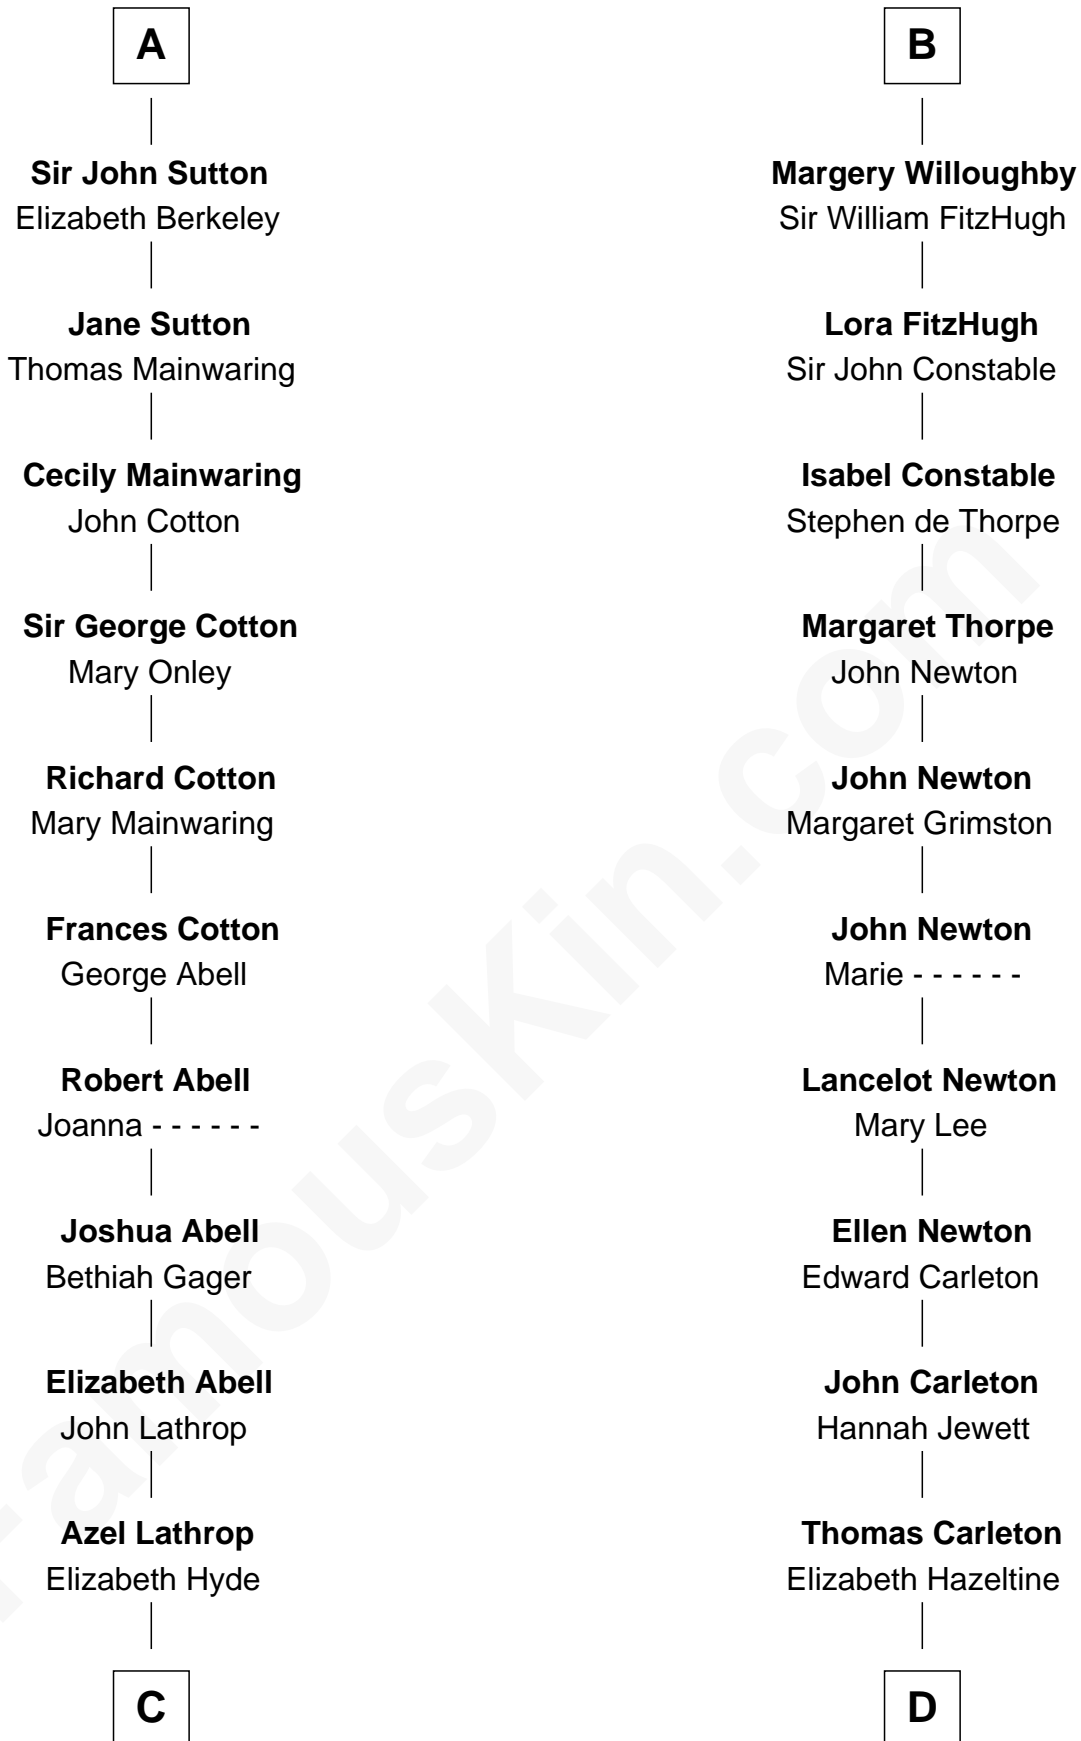 A
Sir John Sutton
Elizabeth Berkeley
Jane Sutton
Thomas Mainwaring
Cecily Mainwaring
John Cotton
Sir George Cotton
Mary Onley
Richard Cotton
Mary Mainwaring
Frances Cotton
George Abell
Robert Abell
Joanna - - - - - -
Joshua Abell
Bethiah Gager
Elizabeth Abell
John Lathrop
Azel Lathrop
Elizabeth Hyde
C
B
Margery Willoughby
Sir William FitzHugh
Lora FitzHugh
Sir John Constable
Isabel Constable
Stephen de Thorpe
Margaret Thorpe
John Newton
John Newton
Margaret Grimston
John Newton
Marie - - - - - -
Lancelot Newton
Mary Lee
Ellen Newton
Edward Carleton
John Carleton
Hannah Jewett
Thomas Carleton
Elizabeth Hazeltine
D
FamousKin.com